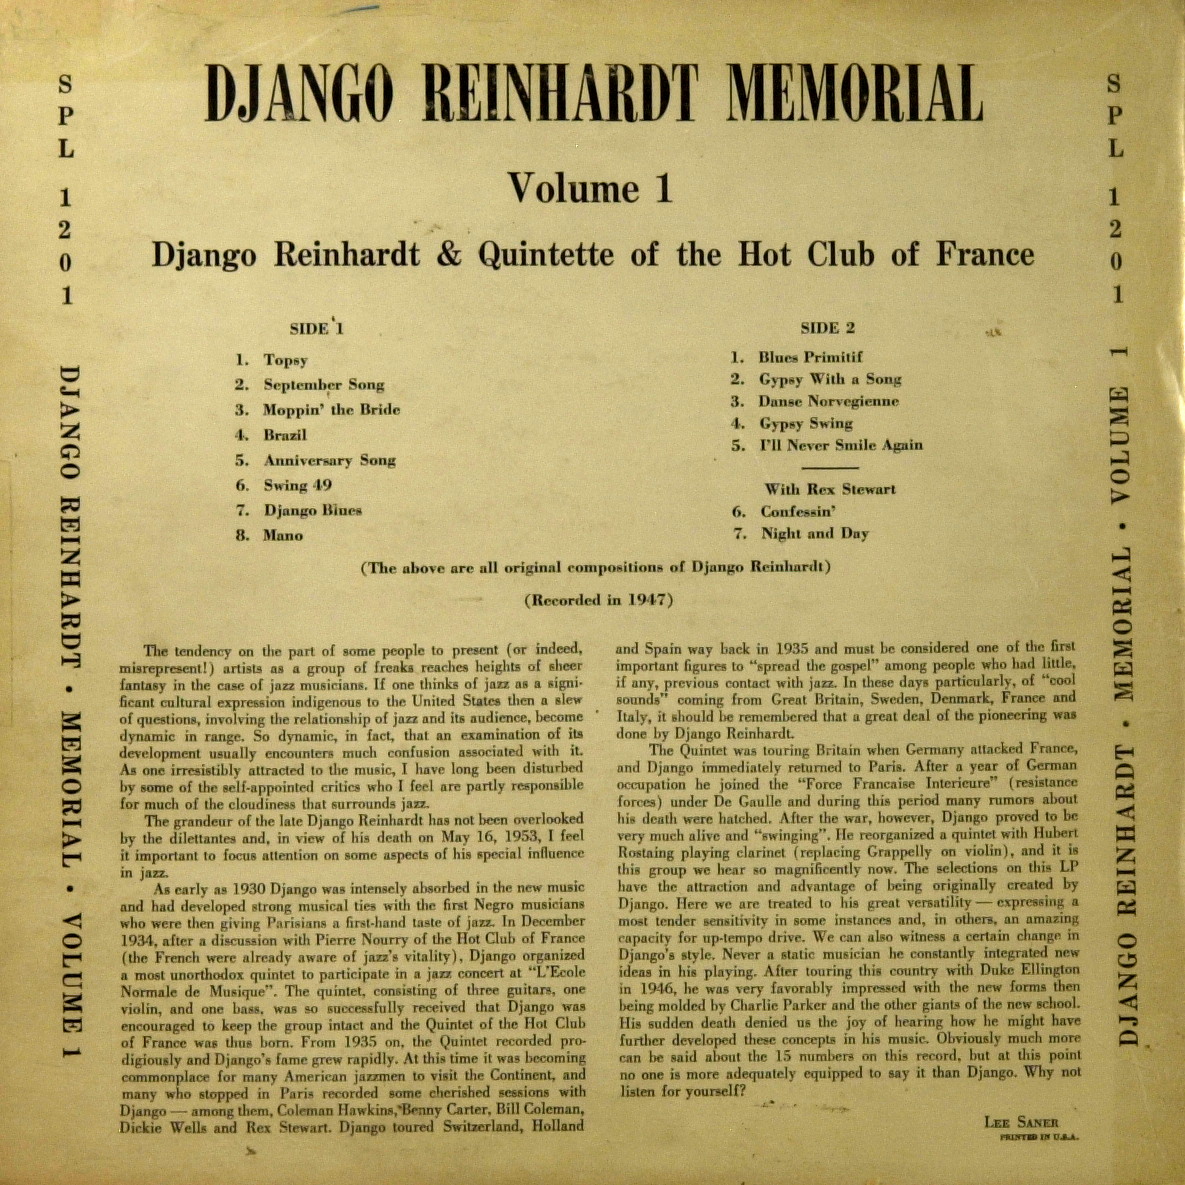 DJANGO REINHARDT MEMORIAL
Volume 1
Django Reinhardt & Quintette of the Hot Club of France
SPL 1201 DJANGO REINHARDT • MEMORIAL • VOLUME 1
SIDE 1
1. Topsy
2. September Song
3. Moppin' the Bride
4. Brazil
5. Anniversary Song
6. Swing 49
7. Django Blues
8. Mano
SIDE 2
1. Blues Primitif
2. Gypsy With a Song
3. Danse Norvegienne
4. Gypsy Swing
5. I'll Never Smile Again
With Rex Stewart
6. Confessin'
7. Night and Day
(The above are all original compositions of Django Reinhardt)
(Recorded in 1947)
The tendency on the part of some people to present (or indeed,
misrepresent!) artists as a group of freaks reaches heights of sheer
fantasy in the case of jazz musicians. If one thinks of jazz as a signi-
ficant cultural expression indigenous to the United States then a slew
of questions, involving the relationship of jazz and its audience, become
dynamic in range. So dynamic, in fact, that an examination of its
development usually encounters much confusion associated with it.
As one irresistibly attracted to the music, I have long been disturbed
by some of the self-appointed critics who I feel are partly responsible
for much of the cloudiness that surrounds jazz.
The grandeur of the late Django Reinhardt has not been overlooked
by the dilettantes and, in view of his death on May 16, 1953, I feel
it important to focus attention on some aspects of his special influence
in jazz.
As early as 1930 Django was intensely absorbed in the new music
and had developed strong musical ties with the first Negro musicians
who were then giving Parisians a first-hand taste of jazz. In December
1934, after a discussion with Pierre Nourry of the Hot Club of France
(the French were already aware of jazz's vitality), Django organized
a most unorthodox quintet to participate in a jazz concert at "L'Ecole
Normale de Musique". The quintet, consisting of three guitars, one
violin, and one bass, was so successfully received that Django was
encouraged to keep the group intact and the Quintet of the Hot Club
of France was thus born. From 1935 on, the Quintet recorded pro-
digiously and Django's fame grew rapidly. At this time it was becoming
commonplace for many American jazzmen to visit the Continent, and
many who stopped in Paris recorded some cherished sessions with
Django — among them, Coleman Hawkins, Benny Carter, Bill Coleman,
Dickie Wells and Rex Stewart. Django toured Switzerland, Holland
and Spain way back in 1935 and must be considered one of the first
important figures to "spread the gospel" among people who had little,
if any, previous contact with jazz. In these days particularly, of "cool
sounds" coming from Great Britain, Sweden, Denmark, France and
Italy, it should be remembered that a great deal of the pioneering was
done by Django Reinhardt.
The Quintet was touring Britain when Germany attacked France,
and Django immediately returned to Paris. After a year of German
occupation he joined the "Force Francaise Interieure" (resistance
forces) under De Gaulle and during this period many rumors about
his death were hatched. After the war, however, Django proved to be
very much alive and "swinging". He reorganized a quintet with Hubert
Rostaing playing clarinet (replacing Grappelly on violin), and it is
this group we hear so magnificently now. The selections on this LP
have the attraction and advantage of being originally created by
Django. Here we are treated to his great versatility — expressing a
most tender sensitivity in some instances and, in others, an amazing
capacity for up-tempo drive. We can also witness a certain change in
Django's style. Never a static musician he constantly integrated new
ideas in his playing. After touring this country with Duke Ellington
in 1946, he was very favorably impressed with the new forms then
being molded by Charlie Parker and the other giants of the new school.
His sudden death denied us the joy of hearing how he might have
further developed these concepts in his music. Obviously much more
can be said about the 15 numbers on this record, but at this point
no one is more adequately equipped to say it than Django. Why not
listen for yourself?
LEE SANER
PRINTED IN U.S.A.
SPL 1201 DJANGO REINHARDT • MEMORIAL • VOLUME 1